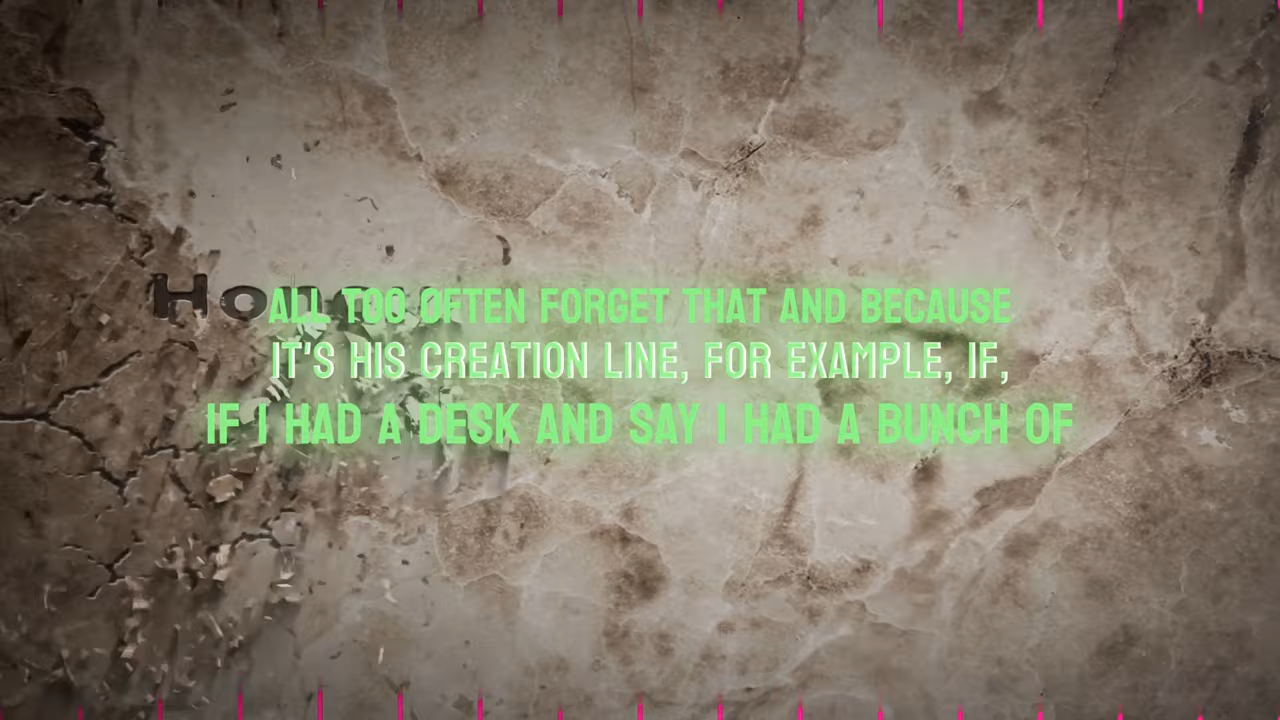 ALL TOO OFTEN FORGET THAT AND BECAUSE
IT'S HIS CREATION LINE, FOR EXAMPLE, IF,
IF I HAD A DESK AND SAY I HAD A BUNCH OF